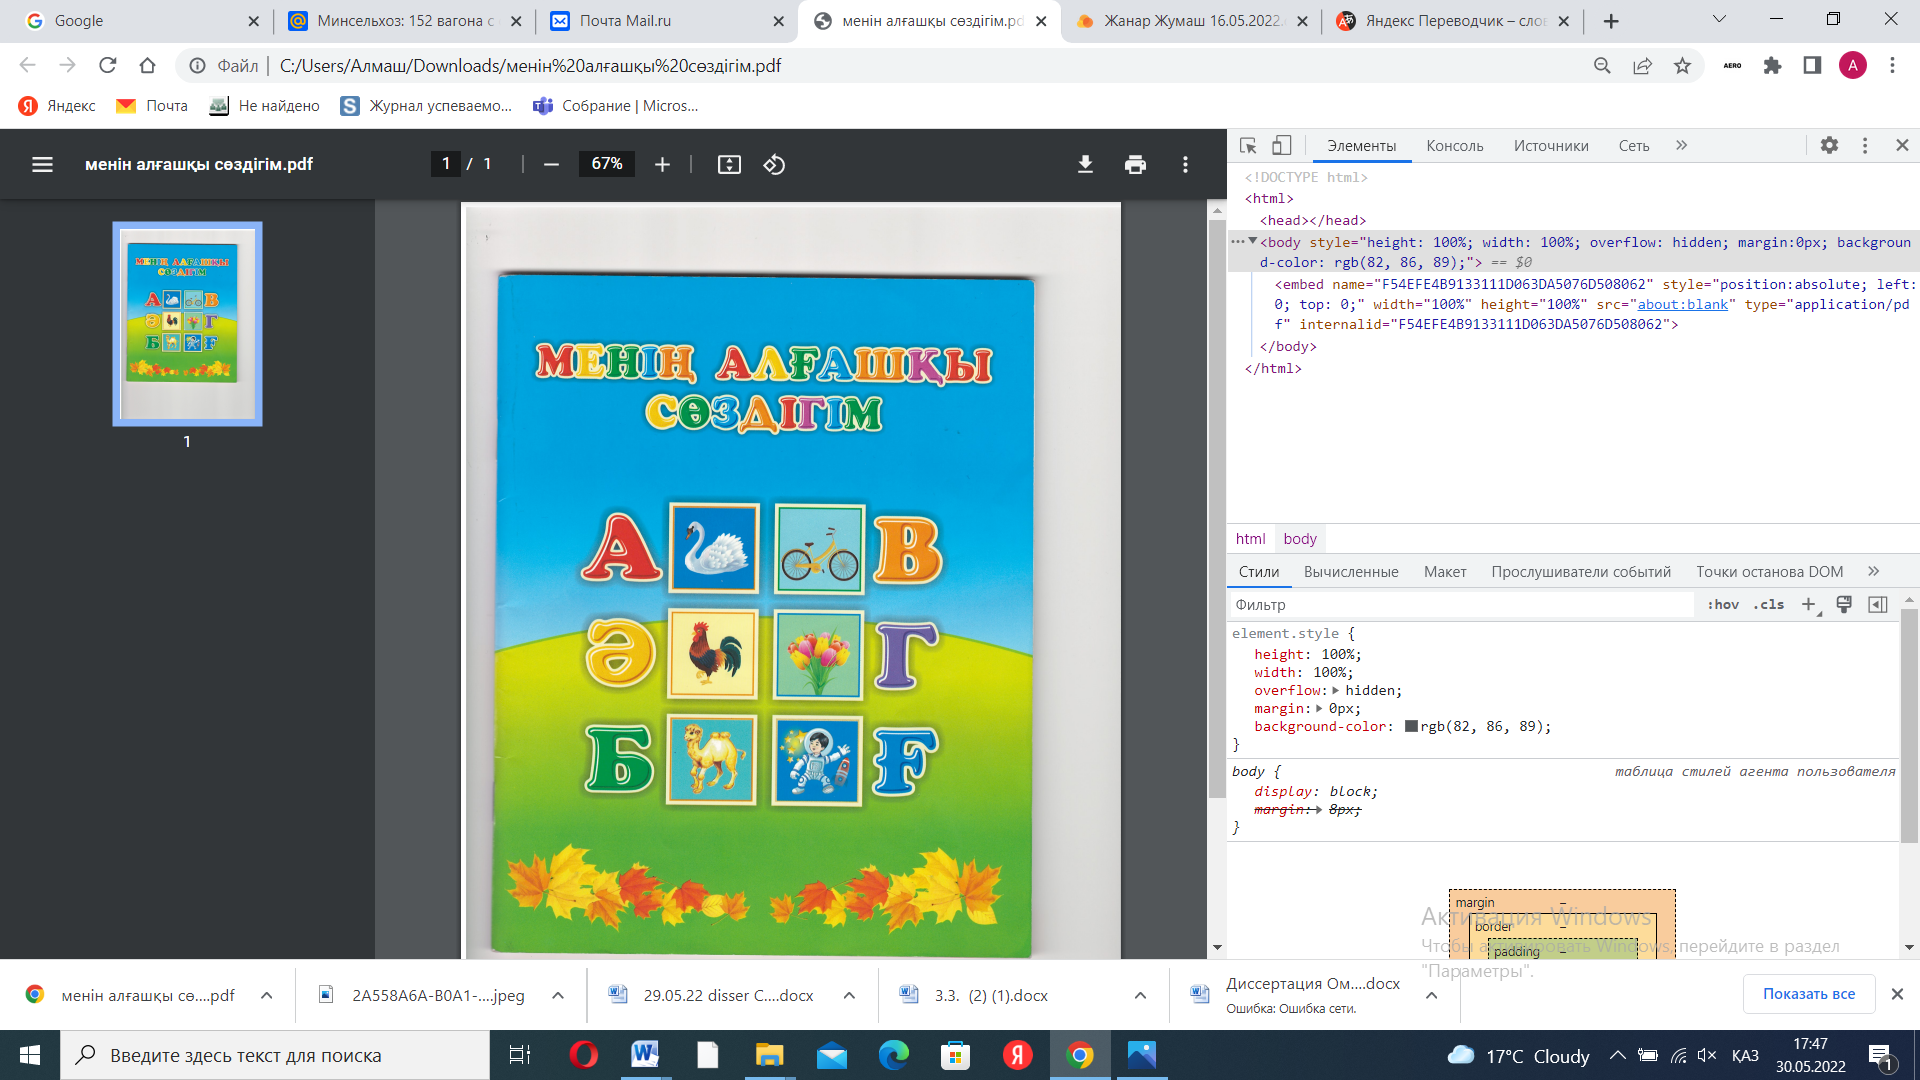 Google
Минсельхоз: 152 вагона с
Почта Mail.ru
менін алғашқы сөздігім.pd
Жанар Жумаш 16.05.2022.
Яндекс Переводчик – слов
Файл
C:/Users/Алмаш/Downloads/менін%20алғашқы%20сөздігім.pdf
AERO
A
Яндекс
Почта
Не найдено
Журнал успеваемо...
Собрание | Micros...
менін алғашқы сөздігім.pdf
1 / 1
67%
1
МЕНІҢ АЛҒАШҚЫ
СӨЗДІГІМ
А В
Ә Г
Б Ғ
Элементы Консоль Источники Сеть
<!DOCTYPE html>
<html>
<head></head>
<body style="height: 100%; width: 100%; overflow: hidden; margin:0px; backgroun
d-color: rgb(82, 86, 89);"> == $0
<embed name="F54EFE4B9133111D063DA5076D508062" style="position:absolute; left:
0; top: 0;" width="100%" height="100%" src="about:blank" type="application/pd
f" internalid="F54EFE4B9133111D063DA5076D508062">
</body>
</html>
html body
Стили Вычисленные Макет Прослушиватели событий Точки останова DOM
Фильтр
:hov .cls
element.style {
height: 100%;
width: 100%;
overflow: hidden;
margin: 0px;
background-color: rgb(82, 86, 89);
}
body {
таблица стилей агента пользователя
display: block;
margin: 8px;
}
margin –
border –
padding –
Активация Windows
Чтобы активировать Windows, перейдите в раздел
"Параметры".
менін алғашқы сө....pdf
2A558A6A-B0A1-....jpeg
29.05.22 disser C....docx
3.3. (2) (1).docx
Диссертация Ом....docx
Ошибка: Ошибка сети.
Показать все
Введите здесь текст для поиска
17°C Cloudy
ҚАЗ
17:47
30.05.2022
1